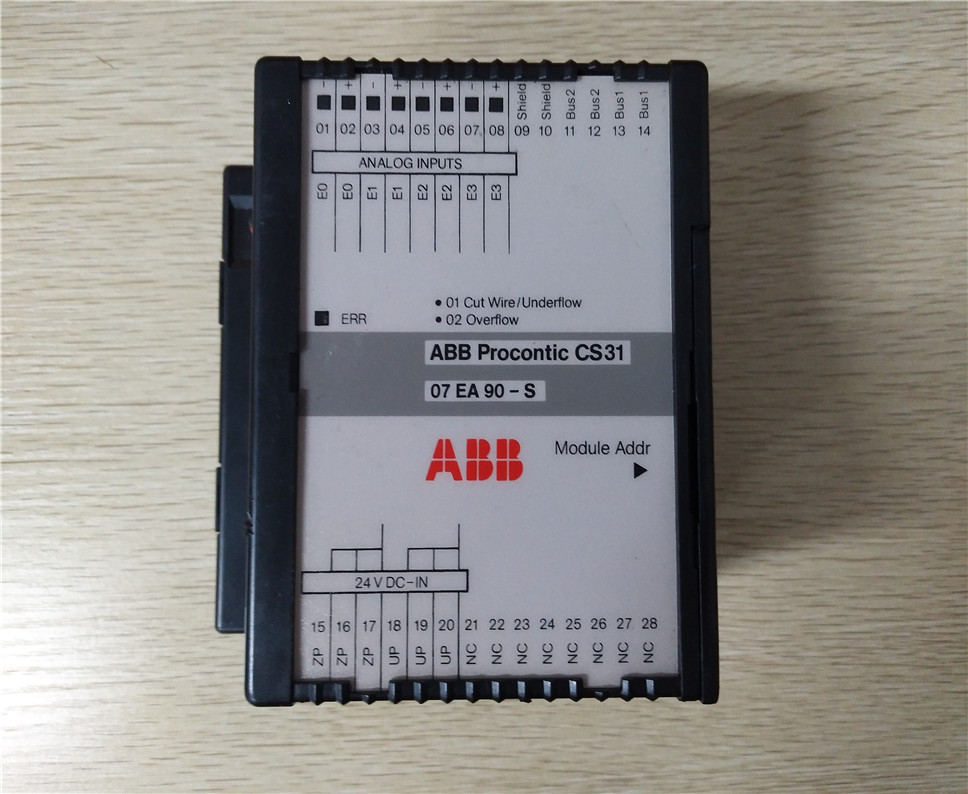 - + - + - + - + Shield Shield Bus2 Bus2 Bus1 Bus1
01 02 03 04 05 06 07 08 09 10 11 12 13 14
ANALOG INPUTS
E0 E0 E1 E1 E2 E2 E3 E3
• 01 Cut Wire/Underflow
ERR • 02 Overflow
ABB Procontic CS31
07 EA 90 – S
ABB
Module Addr
24 V DC-IN
15 16 17 18 19 20 21 22 23 24 25 26 27 28
ZP ZP ZP UP UP UP NC NC NC NC NC NC NC NC